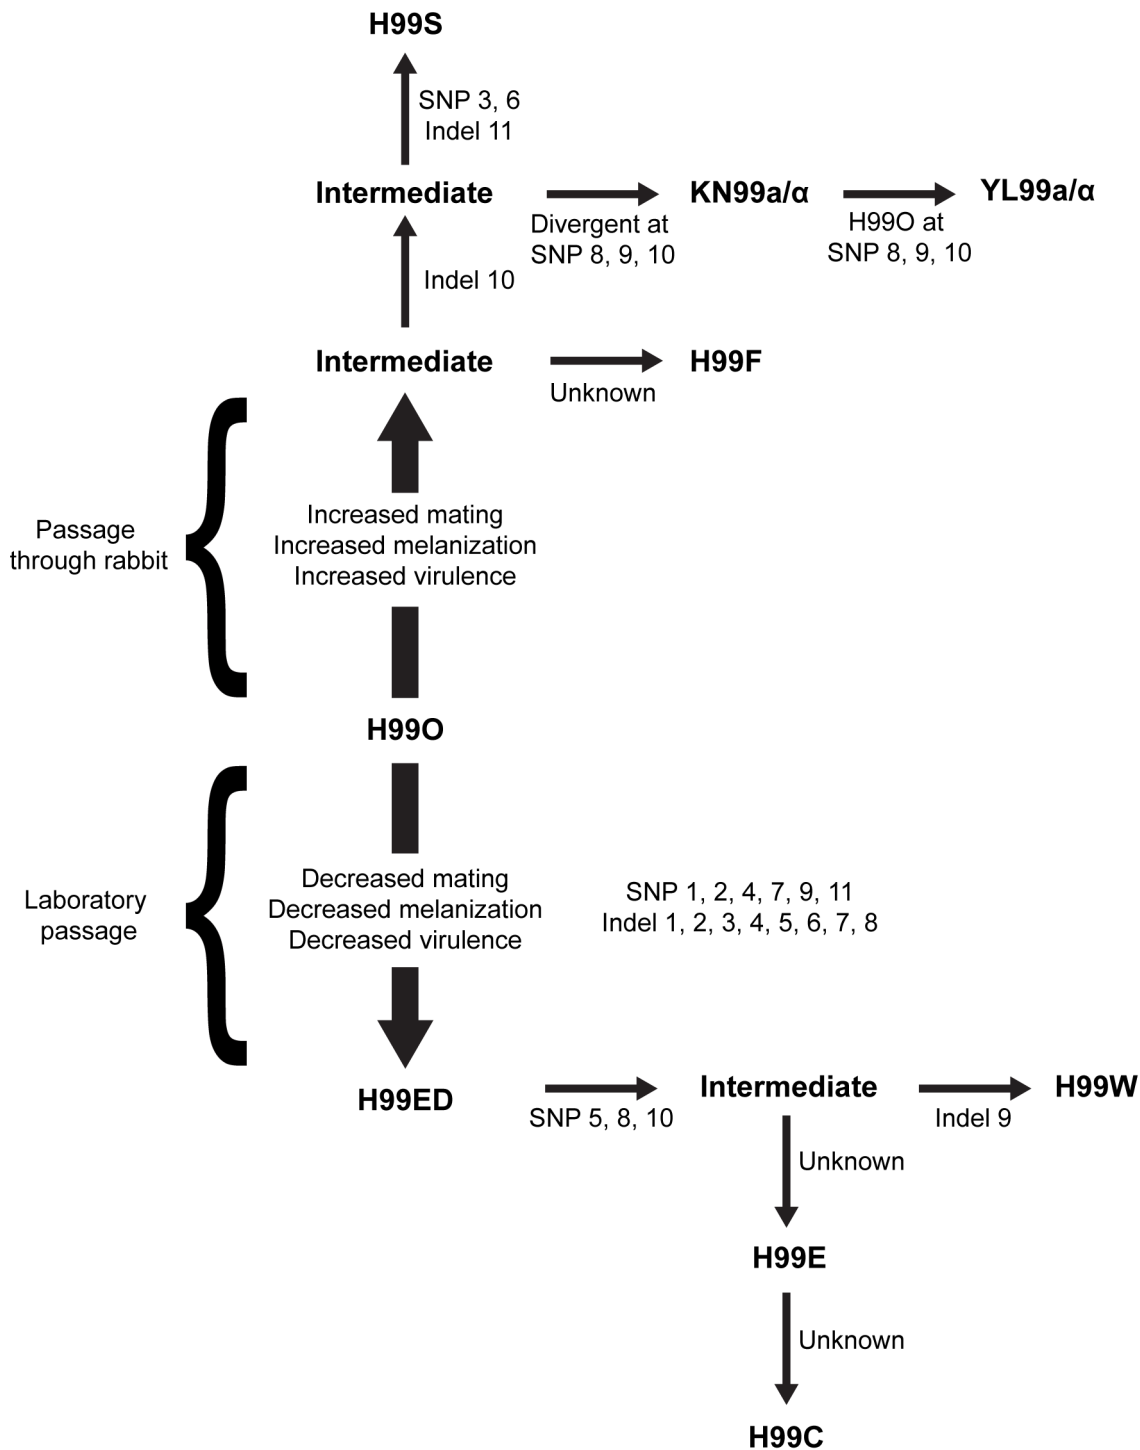 H99S
SNP 3, 6
Indel 11
Intermediate
KN99a/α
YL99a/α
Divergent at
SNP 8, 9, 10
H99O at
SNP 8, 9, 10
Indel 10
Intermediate
H99F
Unknown
Passage
through rabbit
Increased mating
Increased melanization
Increased virulence
H99O
Laboratory
passage
Decreased mating
Decreased melanization
Decreased virulence
SNP 1, 2, 4, 7, 9, 11
Indel 1, 2, 3, 4, 5, 6, 7, 8
H99ED
SNP 5, 8, 10
Intermediate
Indel 9
H99W
Unknown
H99E
Unknown
H99C